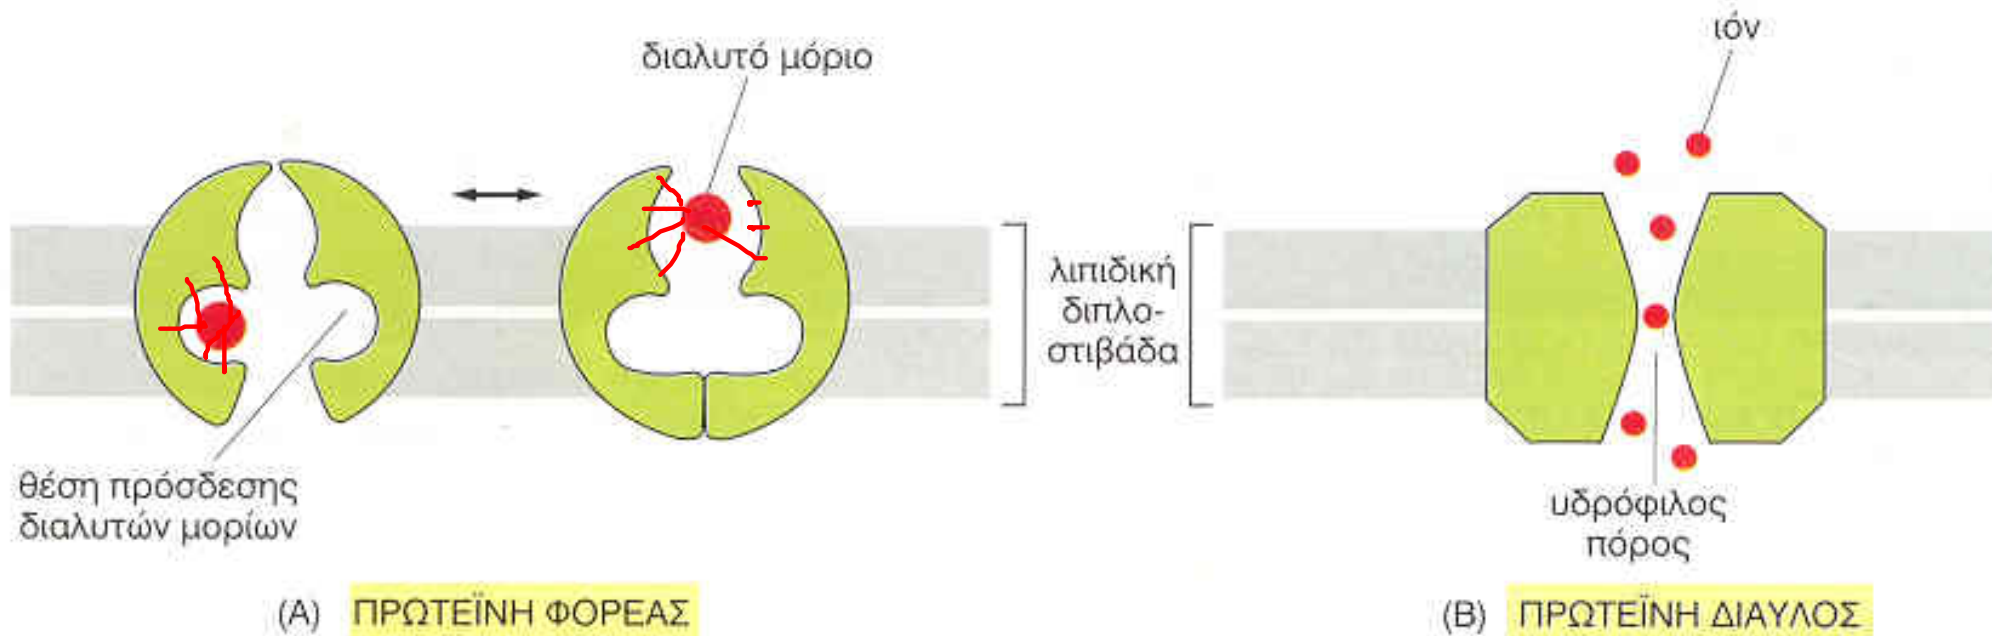 διαλυτό μόριο
ιόν
λιπιδική
διπλο-
στιβάδα
θέση πρόσδεσης
διαλυτών μορίων
υδρόφιλος
πόρος
(A) ΠΡΩΤΕΪΝΗ ΦΟΡΕΑΣ
(B) ΠΡΩΤΕΪΝΗ ΔΙΑΥΛΟΣ